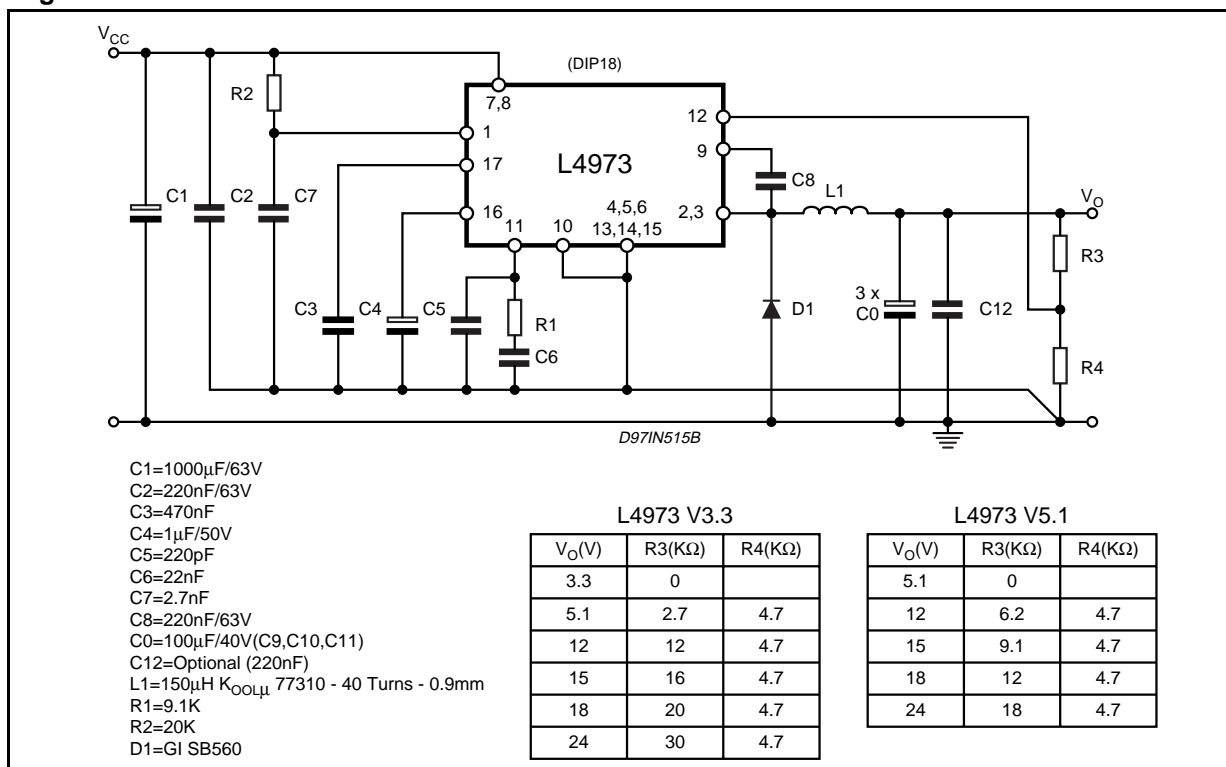 V_CC
(DIP18)
R2
7,8
1
17
16
11
10
4,5,6
13,14,15
12
9
2,3
L4973
C1
C2
C7
C8
L1
V_O
C3
C4
C5
R1
C6
D1
3 x
C0
C12
R3
R4
D97IN515B
C1=1000μF/63V
C2=220nF/63V
C3=470nF
C4=1μF/50V
C5=220pF
C6=22nF
C7=2.7nF
C8=220nF/63V
C0=100μF/40V(C9,C10,C11)
C12=Optional (220nF)
L1=150μH K_OOLμ 77310 - 40 Turns - 0.9mm
R1=9.1K
R2=20K
D1=GI SB560
L4973 V3.3
V_O(V) R3(KΩ) R4(KΩ)
3.3 0
5.1 2.7 4.7
12 12 4.7
15 16 4.7
18 20 4.7
24 30 4.7
L4973 V5.1
V_O(V) R3(KΩ) R4(KΩ)
5.1 0
12 6.2 4.7
15 9.1 4.7
18 12 4.7
24 18 4.7